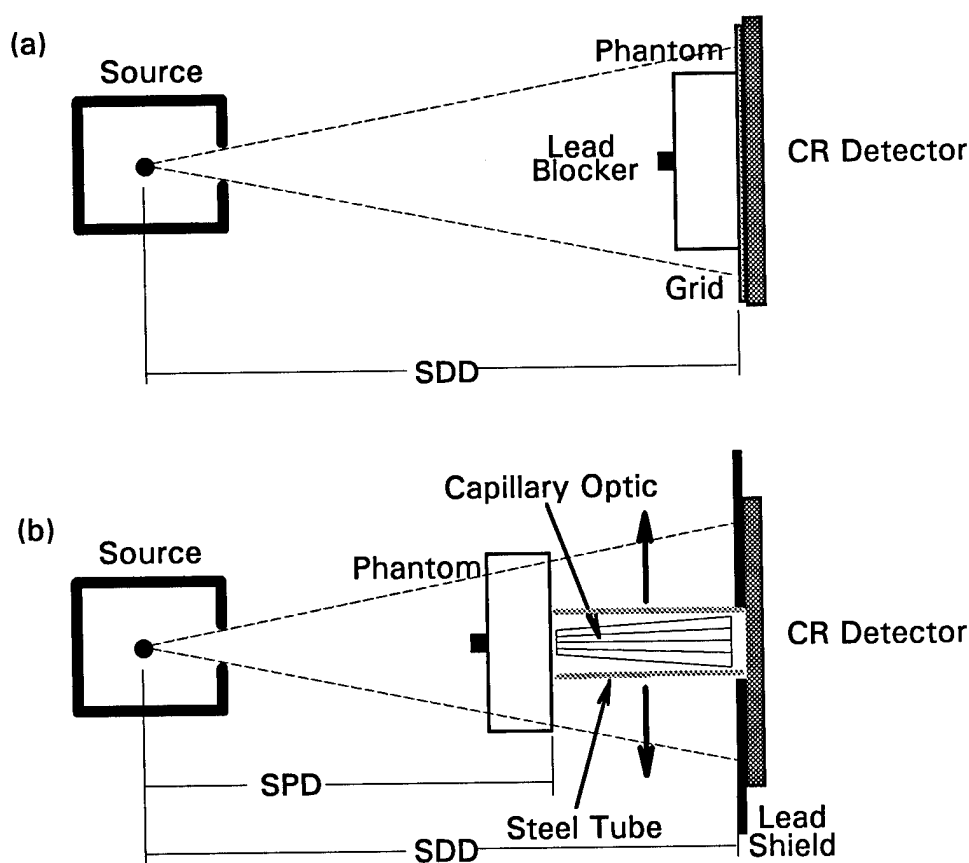 (a)
Source
Phantom
Lead
Blocker
CR Detector
Grid
SDD
(b)
Capillary Optic
Source
Phantom
CR Detector
SPD
Steel Tube
Lead
Shield
SDD